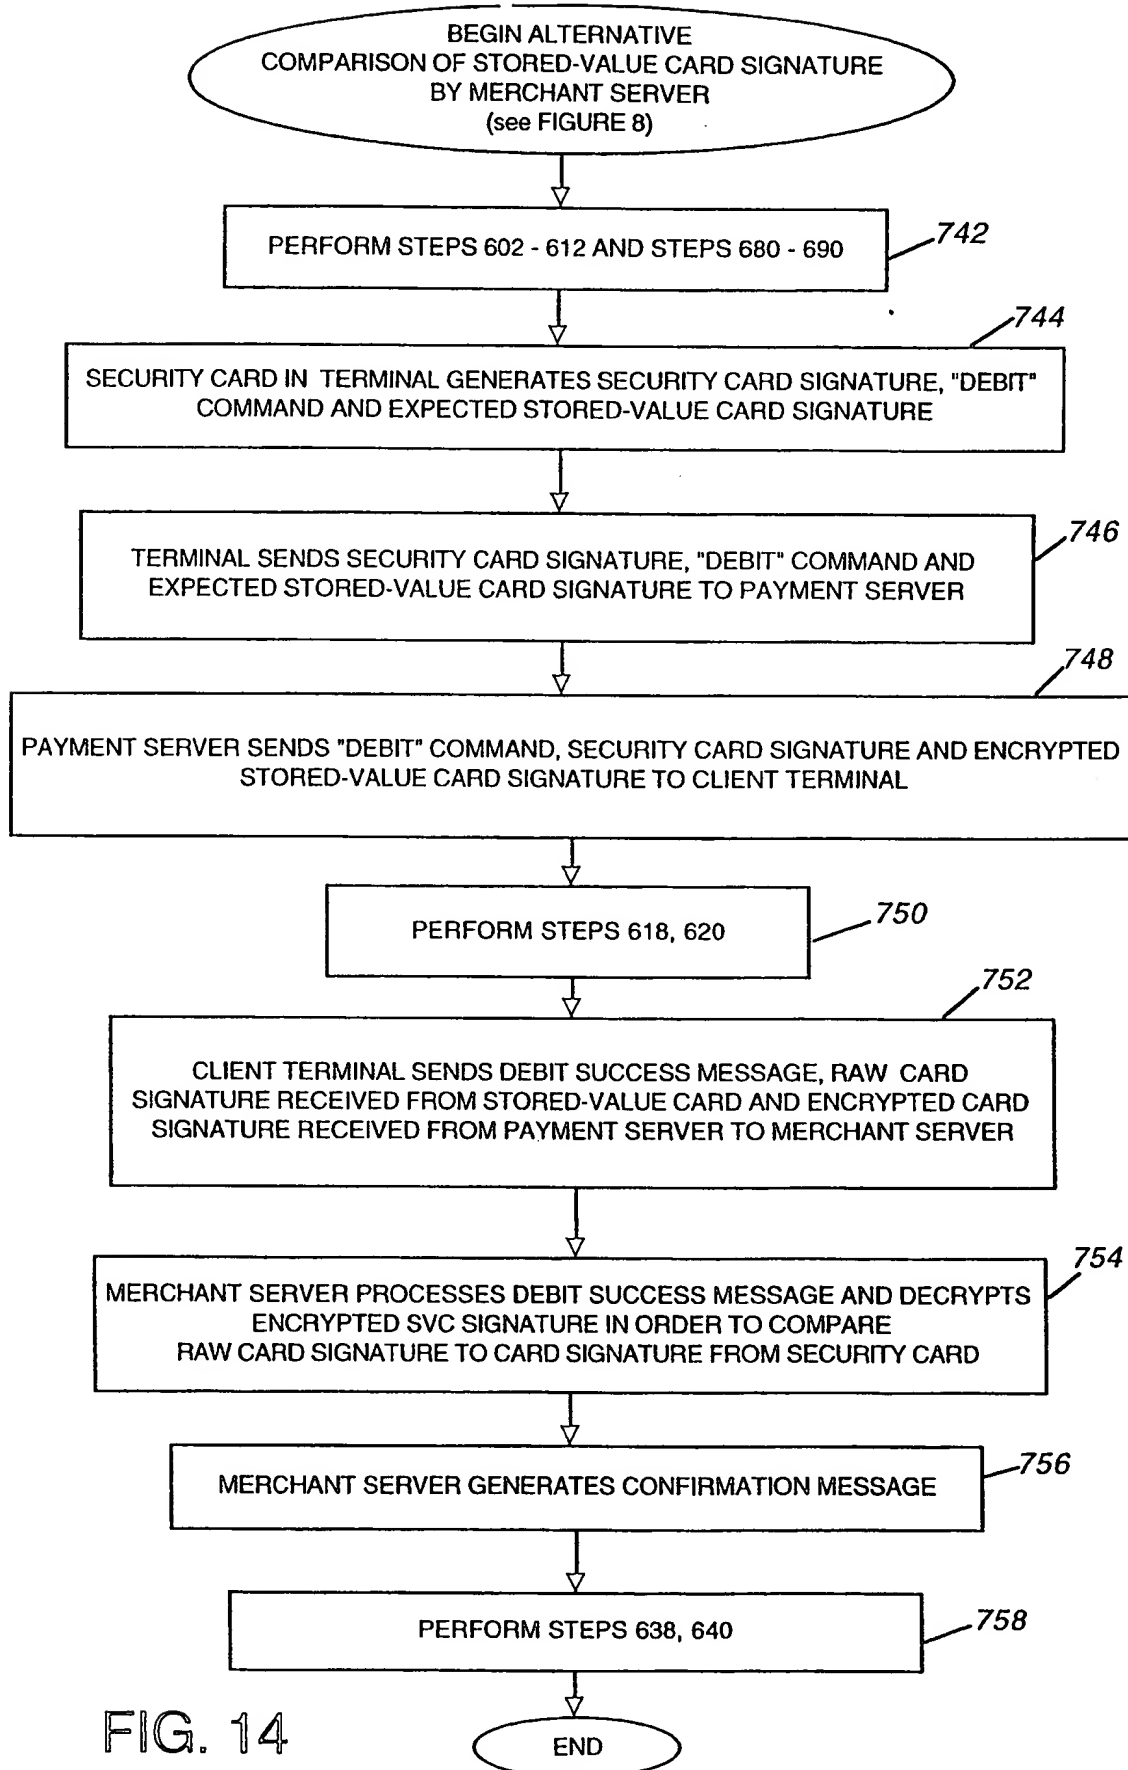 BEGIN ALTERNATIVE
COMPARISON OF STORED-VALUE CARD SIGNATURE
BY MERCHANT SERVER
(see FIGURE 8)
PERFORM STEPS 602 - 612 AND STEPS 680 - 690
742
744
SECURITY CARD IN TERMINAL GENERATES SECURITY CARD SIGNATURE, "DEBIT"
COMMAND AND EXPECTED STORED-VALUE CARD SIGNATURE
746
TERMINAL SENDS SECURITY CARD SIGNATURE, "DEBIT" COMMAND AND
EXPECTED STORED-VALUE CARD SIGNATURE TO PAYMENT SERVER
748
PAYMENT SERVER SENDS "DEBIT" COMMAND, SECURITY CARD SIGNATURE AND ENCRYPTED
STORED-VALUE CARD SIGNATURE TO CLIENT TERMINAL
750
PERFORM STEPS 618, 620
752
CLIENT TERMINAL SENDS DEBIT SUCCESS MESSAGE, RAW CARD
SIGNATURE RECEIVED FROM STORED-VALUE CARD AND ENCRYPTED CARD
SIGNATURE RECEIVED FROM PAYMENT SERVER TO MERCHANT SERVER
754
MERCHANT SERVER PROCESSES DEBIT SUCCESS MESSAGE AND DECRYPTS
ENCRYPTED SVC SIGNATURE IN ORDER TO COMPARE
RAW CARD SIGNATURE TO CARD SIGNATURE FROM SECURITY CARD
756
MERCHANT SERVER GENERATES CONFIRMATION MESSAGE
758
PERFORM STEPS 638, 640
FIG. 14
END